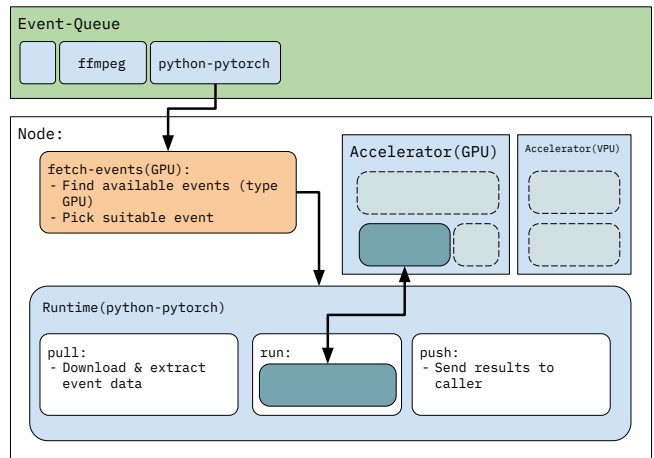 Event-Queue
ffmpeg
python-pytorch
Node:
fetch-events(GPU):
- Find available events (type
GPU)
- Pick suitable event
Accelerator(GPU)
Accelerator(VPU)
Runtime(python-pytorch)
pull:
- Download & extract
event data
run:
push:
- Send results to
caller